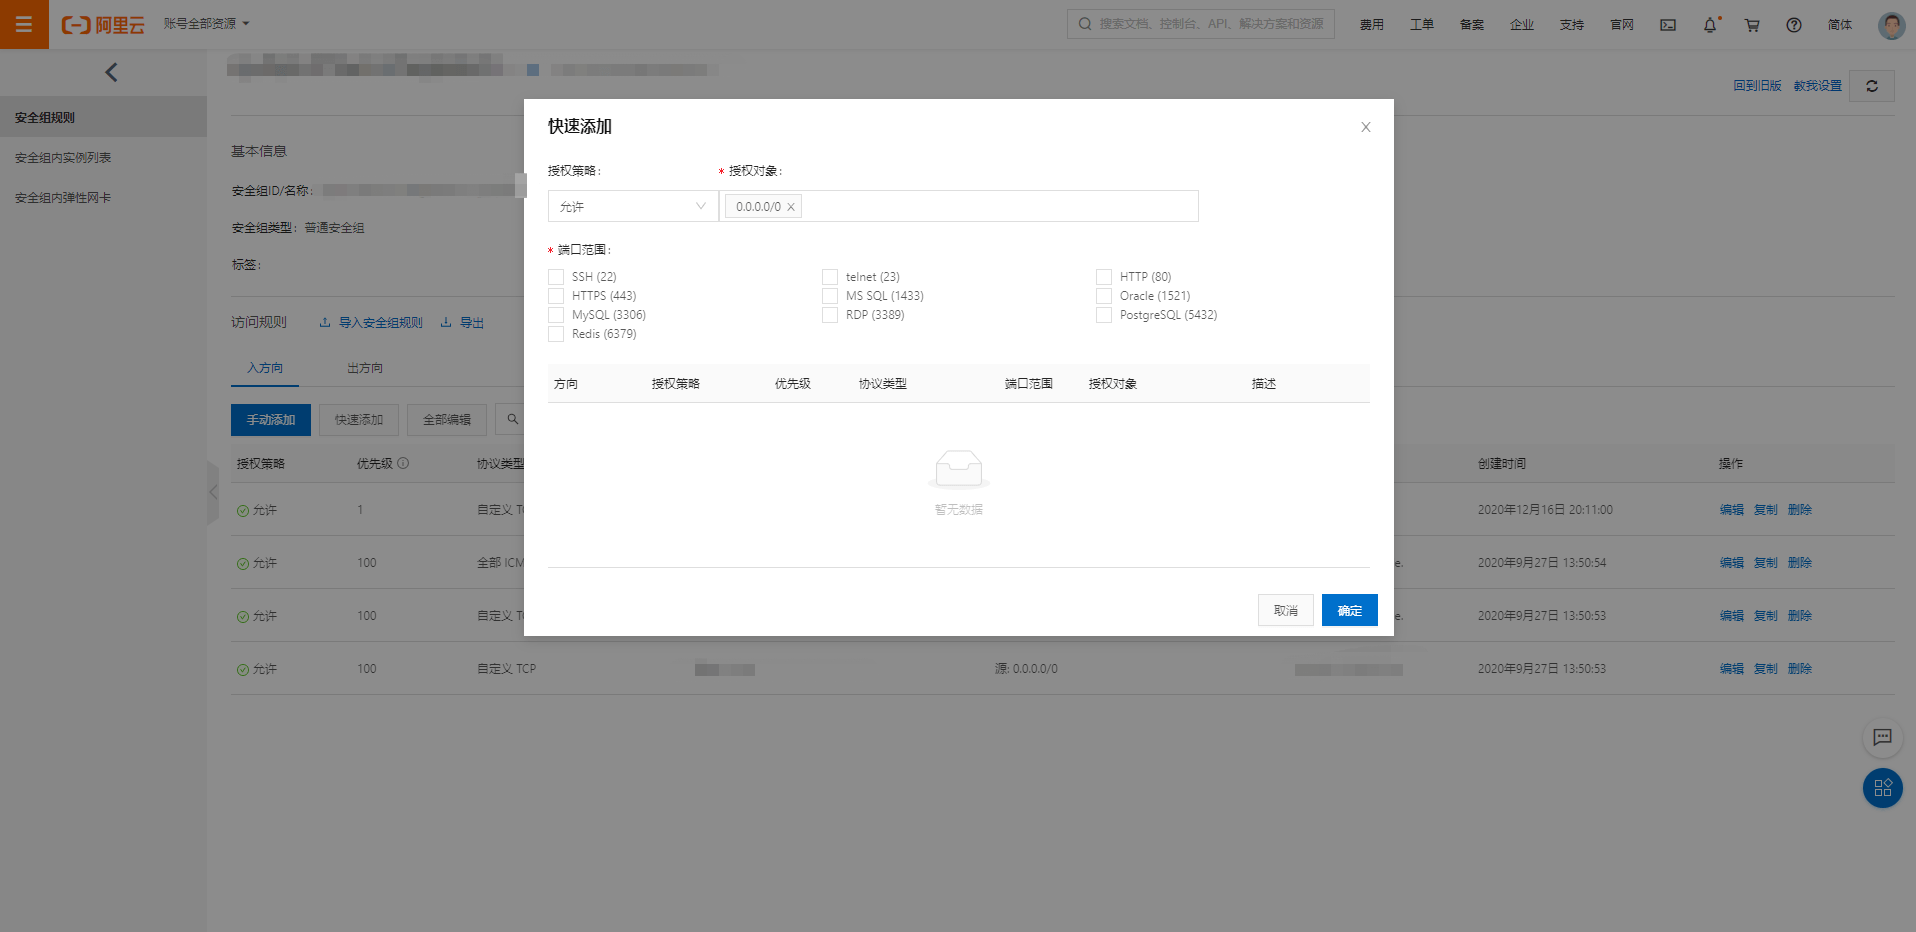 阿里云 账号全部资源 搜索文档、控制台、API、解决方案和资源 费用 工单 备案 企业 支持 官网 简体
回到旧版 教我设置
安全组规则
安全组内实例列表
安全组内弹性网卡
基本信息
安全组ID/名称:
安全组类型: 普通安全组
标签:
访问规则 导入安全组规则 导出
入方向 出方向
手动添加 快速添加 全部编辑
授权策略 优先级 协议类型 创建时间 操作
允许 1 自定义 T 2020年12月16日 20:11:00 编辑 复制 删除
允许 100 全部 ICM e. 2020年9月27日 13:50:54 编辑 复制 删除
允许 100 自定义 T e. 2020年9月27日 13:50:53 编辑 复制 删除
允许 100 自定义 TCP 源: 0.0.0.0/0 2020年9月27日 13:50:53 编辑 复制 删除
快速添加
授权策略: * 授权对象:
允许 0.0.0.0/0
* 端口范围:
SSH (22) telnet (23) HTTP (80)
HTTPS (443) MS SQL (1433) Oracle (1521)
MySQL (3306) RDP (3389) PostgreSQL (5432)
Redis (6379)
方向 授权策略 优先级 协议类型 端口范围 授权对象 描述
暂无数据
取消 确定